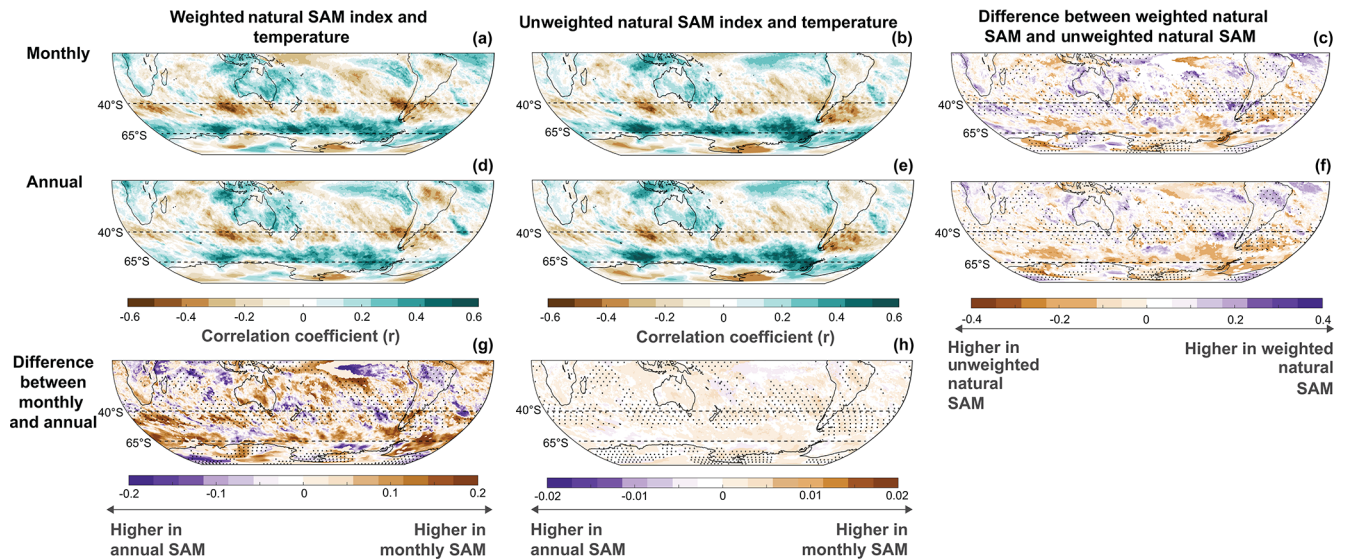 Weighted natural SAM index and
temperature
Unweighted natural SAM index and temperature
Difference between weighted natural
SAM and unweighted natural SAM
Monthly
(a)
(b)
(c)
40°S
65°S
40°S
65°S
40°S
65°S
Annual
(d)
(e)
(f)
40°S
65°S
40°S
65°S
40°S
65°S
-0.6 -0.4 -0.2 0 0.2 0.4 0.6
Correlation coefficient (r)
-0.6 -0.4 -0.2 0 0.2 0.4 0.6
Correlation coefficient (r)
-0.4 -0.2 0 0.2 0.4
Higher in
unweighted
natural
SAM
Higher in weighted
natural
SAM
Difference
between
monthly
and annual
(g)
(h)
40°S
65°S
40°S
65°S
-0.2 -0.1 0 0.1 0.2
Higher in
annual SAM
Higher in
monthly SAM
-0.02 -0.01 0 0.01 0.02
Higher in
annual SAM
Higher in
monthly SAM